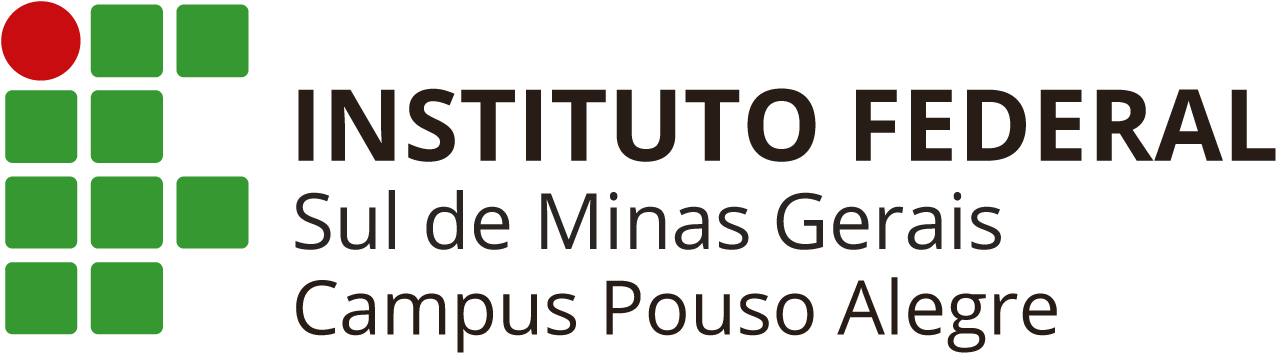 INSTITUTO FEDERAL
Sul de Minas Gerais
Campus Pouso Alegre